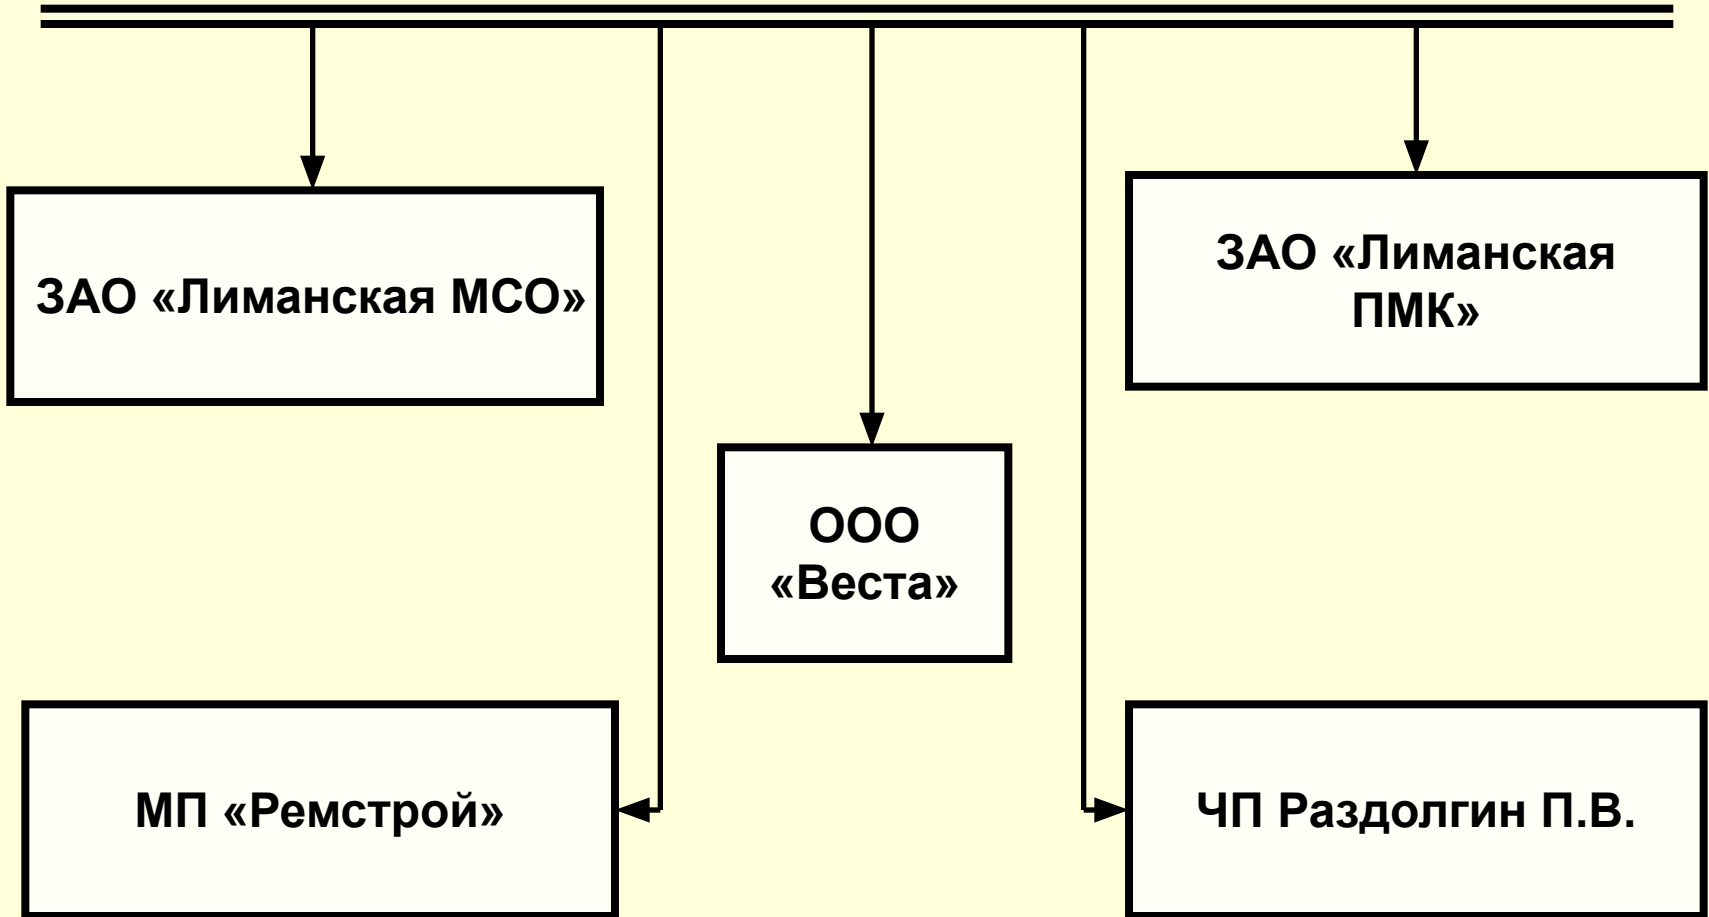 ЗАО «Лиманская МСО»
ЗАО «Лиманская
ПМК»
ООО
«Веста»
МП «Ремстрой»
ЧП Раздолгин П.В.